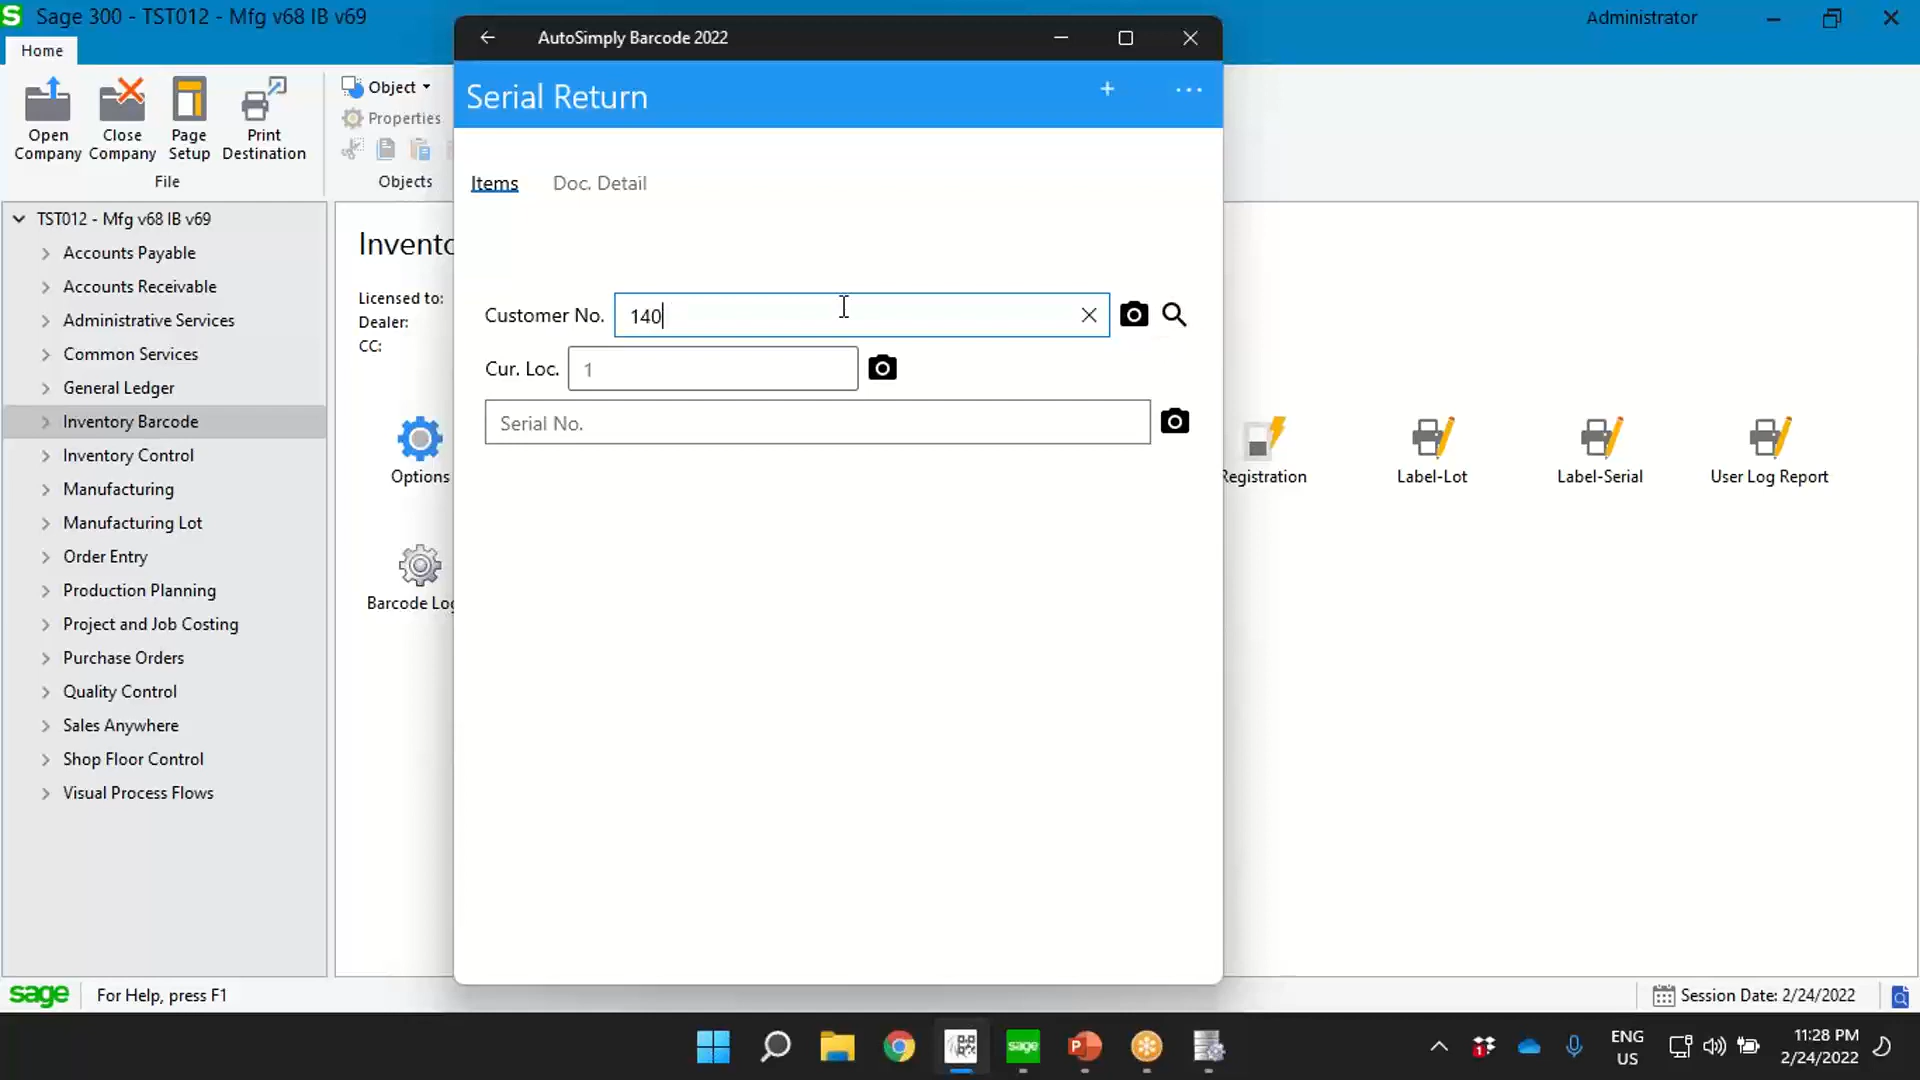 S Sage 300 - TST012 - Mfg v68 IB v69
Administrator
AutoSimply Barcode 2022
Home
Open Company
Close Company
Page Setup
Print Destination
File
Object
Properties
Objects
Serial Return
+
...
Items
Doc. Detail
Customer No.
140
Cur. Loc.
1
Serial No.
TST012 - Mfg v68 IB v69
Accounts Payable
Accounts Receivable
Administrative Services
Common Services
General Ledger
Inventory Barcode
Inventory Control
Manufacturing
Manufacturing Lot
Order Entry
Production Planning
Project and Job Costing
Purchase Orders
Quality Control
Sales Anywhere
Shop Floor Control
Visual Process Flows
Invento
Licensed to:
Dealer:
CC:
Options
Barcode Log
Registration
Label-Lot
Label-Serial
User Log Report
sage
For Help, press F1
Session Date: 2/24/2022
sage
P
1
ENG
US
11:28 PM
2/24/2022